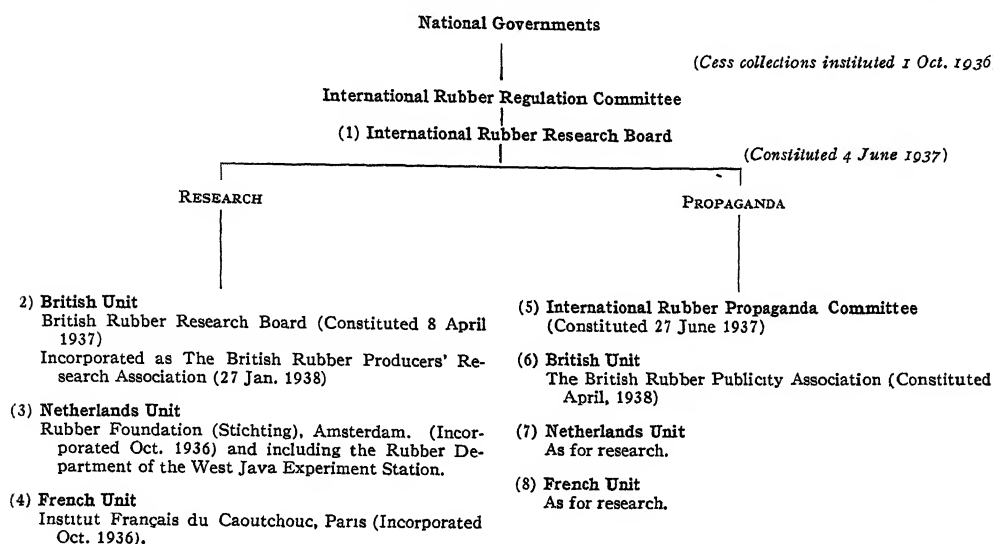 National Governments
(Cess collections instituted 1 Oct. 1936
International Rubber Regulation Committee
(1) International Rubber Research Board
(Constituted 4 June 1937)
RESEARCH
PROPAGANDA
2) British Unit
British Rubber Research Board (Constituted 8 April
1937)
Incorporated as The British Rubber Producers' Re-
search Association (27 Jan. 1938)
(3) Netherlands Unit
Rubber Foundation (Stichting), Amsterdam. (Incor-
porated Oct. 1936) and including the Rubber De-
partment of the West Java Experiment Station.
(4) French Unit
Institut Français du Caoutchouc, Paris (Incorporated
Oct. 1936).
(5) International Rubber Propaganda Committee
(Constituted 27 June 1937)
(6) British Unit
The British Rubber Publicity Association (Constituted
April, 1938)
(7) Netherlands Unit
As for research.
(8) French Unit
As for research.